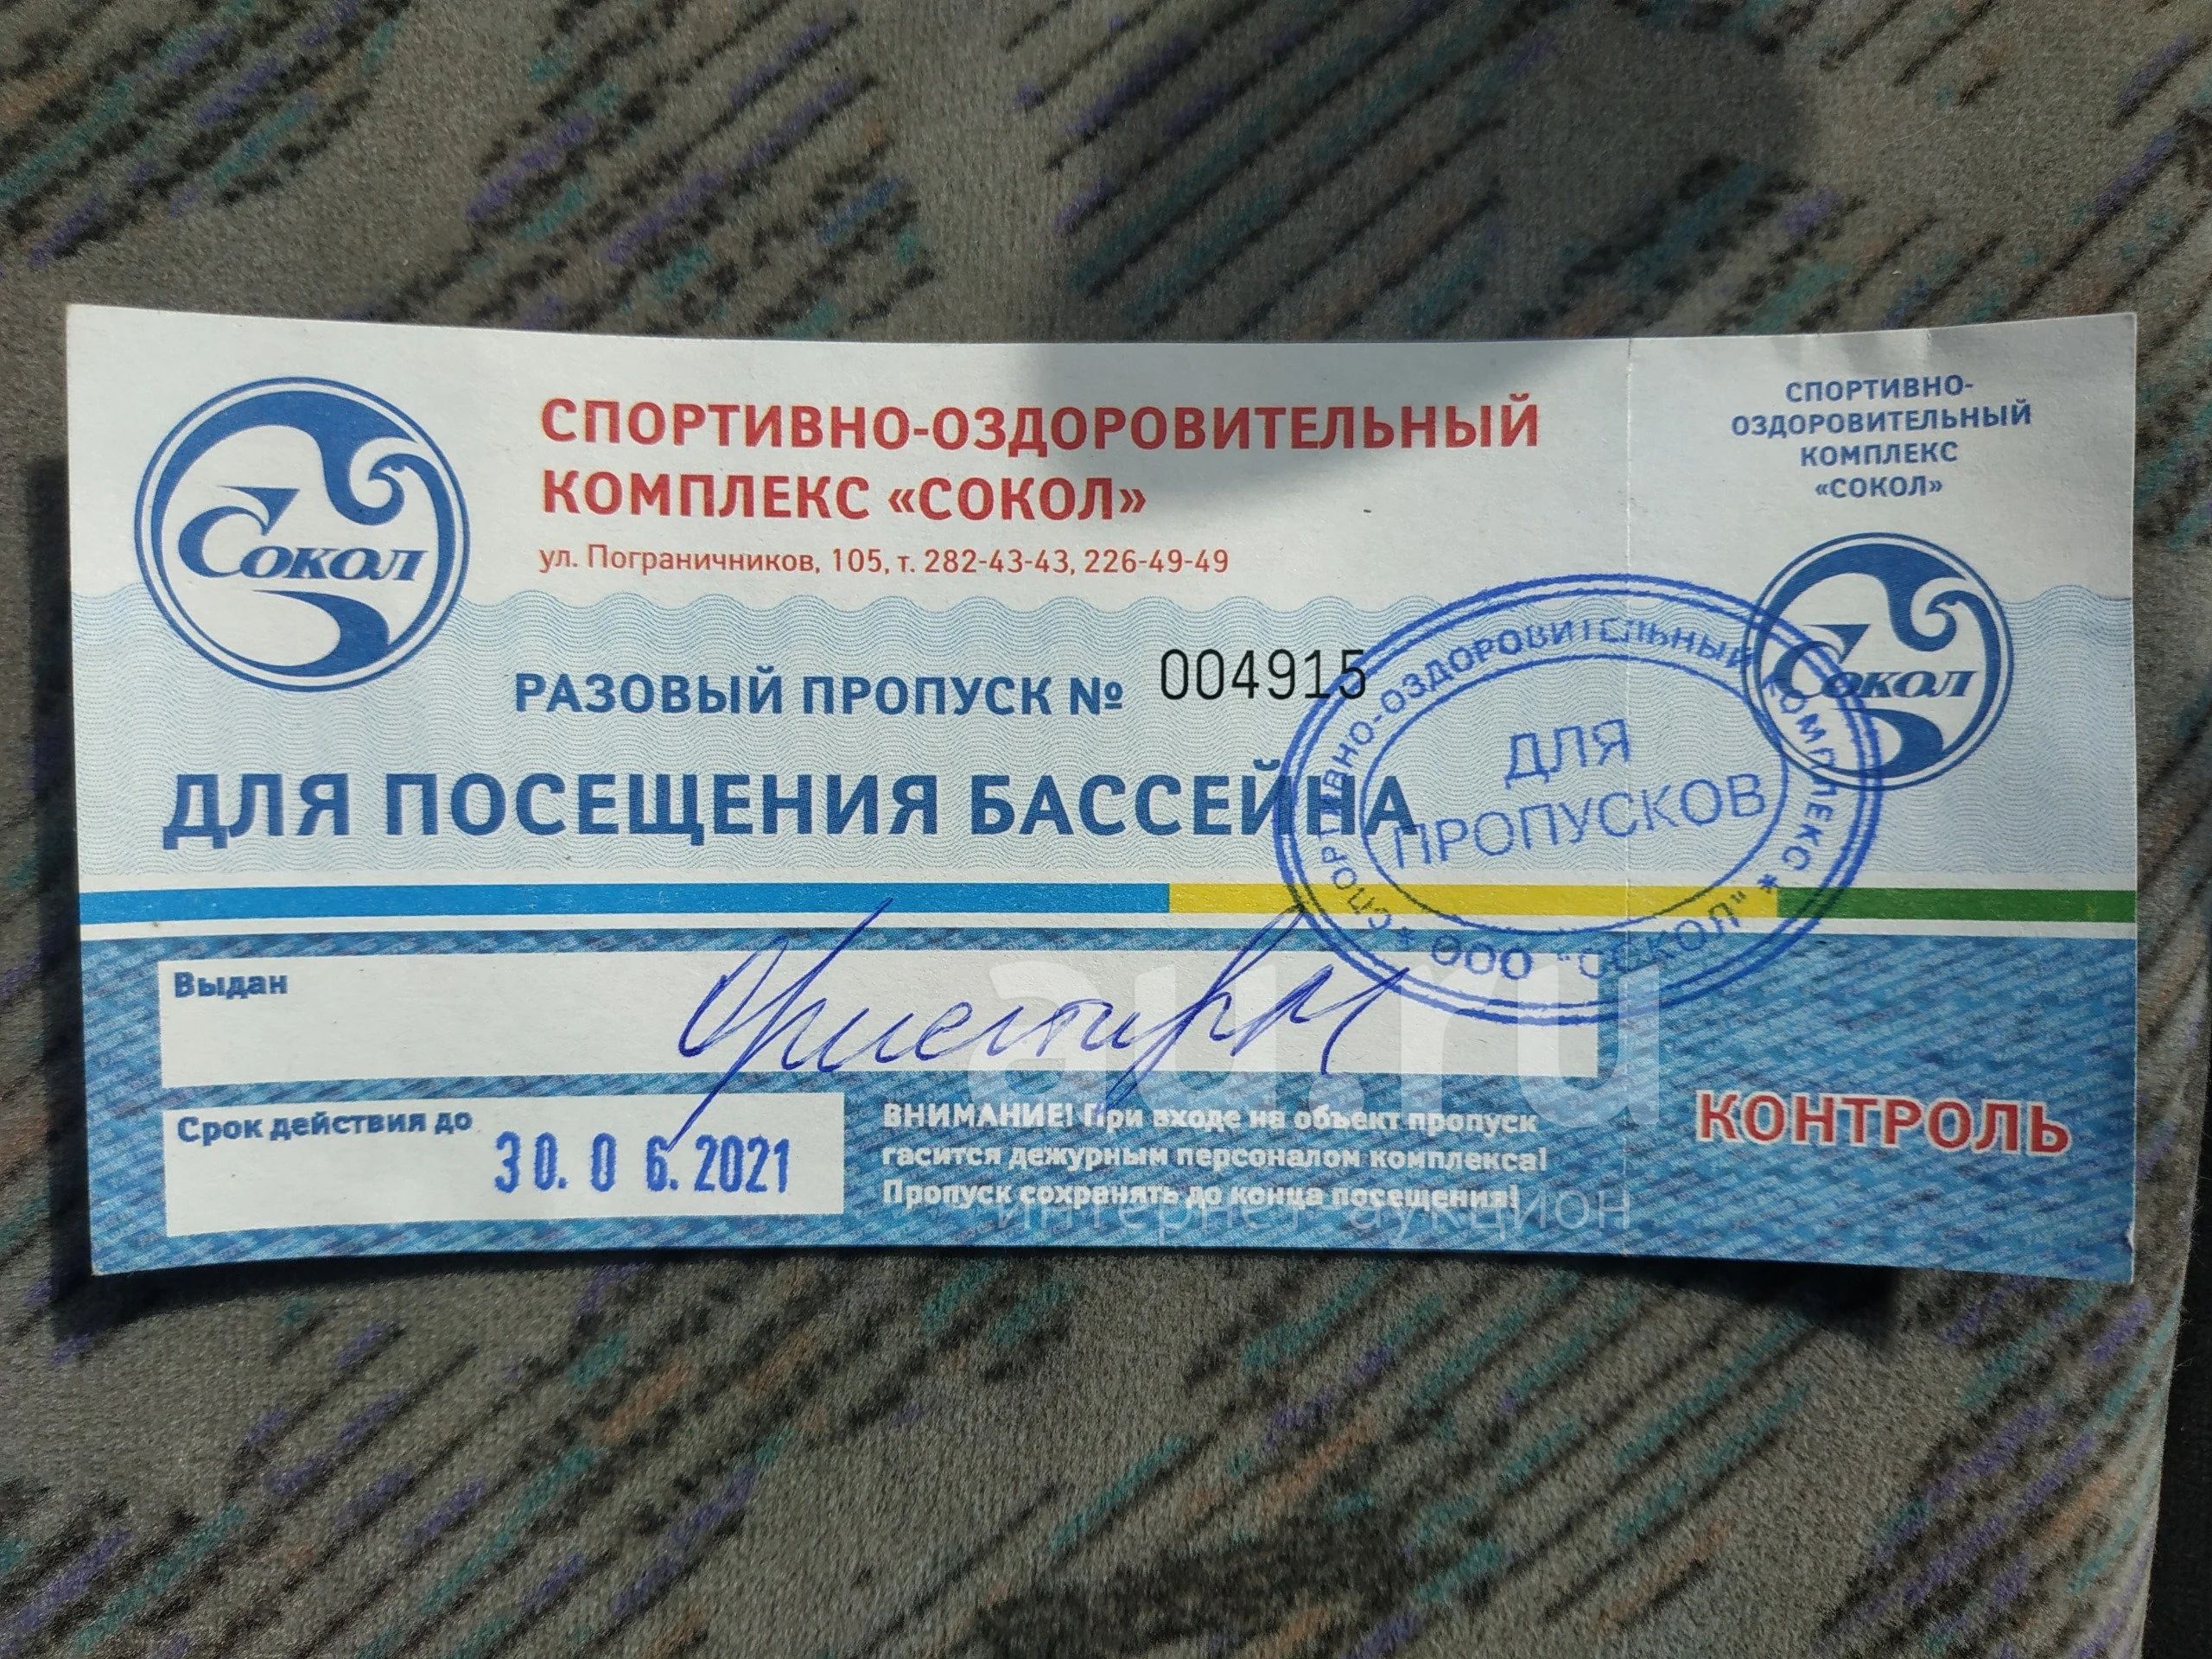 СПОРТИВНО-ОЗДОРОВИТЕЛЬНЫЙ
КОМПЛЕКС «СОКОЛ»
ул. Пограничников, 105, т. 282-43-43, 226-49-49
Сокол
РАЗОВЫЙ ПРОПУСК № 004915
ДЛЯ ПОСЕЩЕНИЯ БАССЕЙНА
Выдан
Срок действия до
30.06.2021
ВНИМАНИЕ! При входе на объект пропуск
гасится дежурным персоналом комплекса!
Пропуск сохранять до конца посещения!
СПОРТИВНО-
ОЗДОРОВИТЕЛЬНЫЙ
КОМПЛЕКС
«СОКОЛ»
Сокол
КОНТРОЛЬ
* СПОРТИВНО-ОЗДОРОВИТЕЛЬНЫЙ КОМПЛЕКС *
ООО "СОКОЛ"
ДЛЯ
ПРОПУСКОВ
au.ru
интернет-аукцион